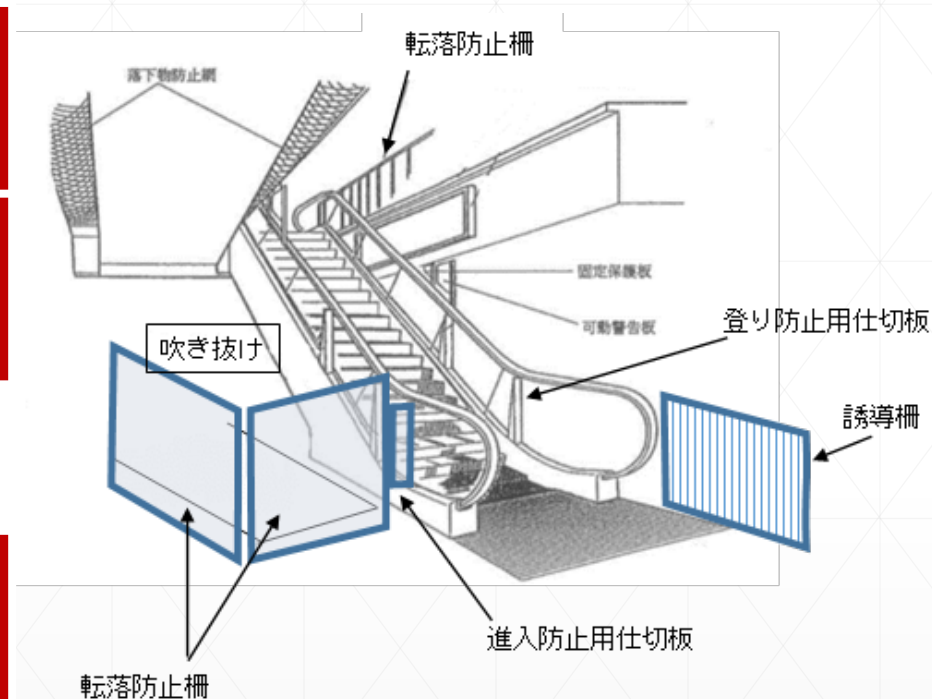 転落防止柵
落下物防止網
固定保護板
可動警告板
登り防止用仕切板
吹き抜け
誘導柵
進入防止用仕切板
転落防止柵